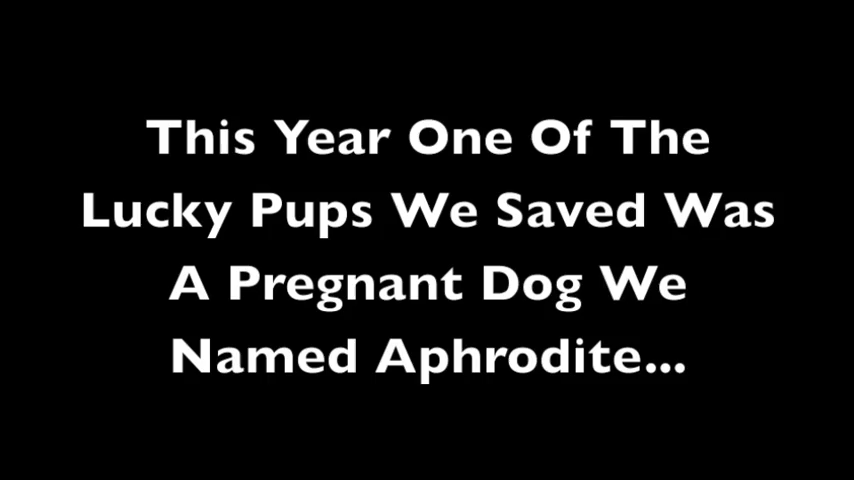 This Year One Of The
Lucky Pups We Saved Was
A Pregnant Dog We
Named Aphrodite...